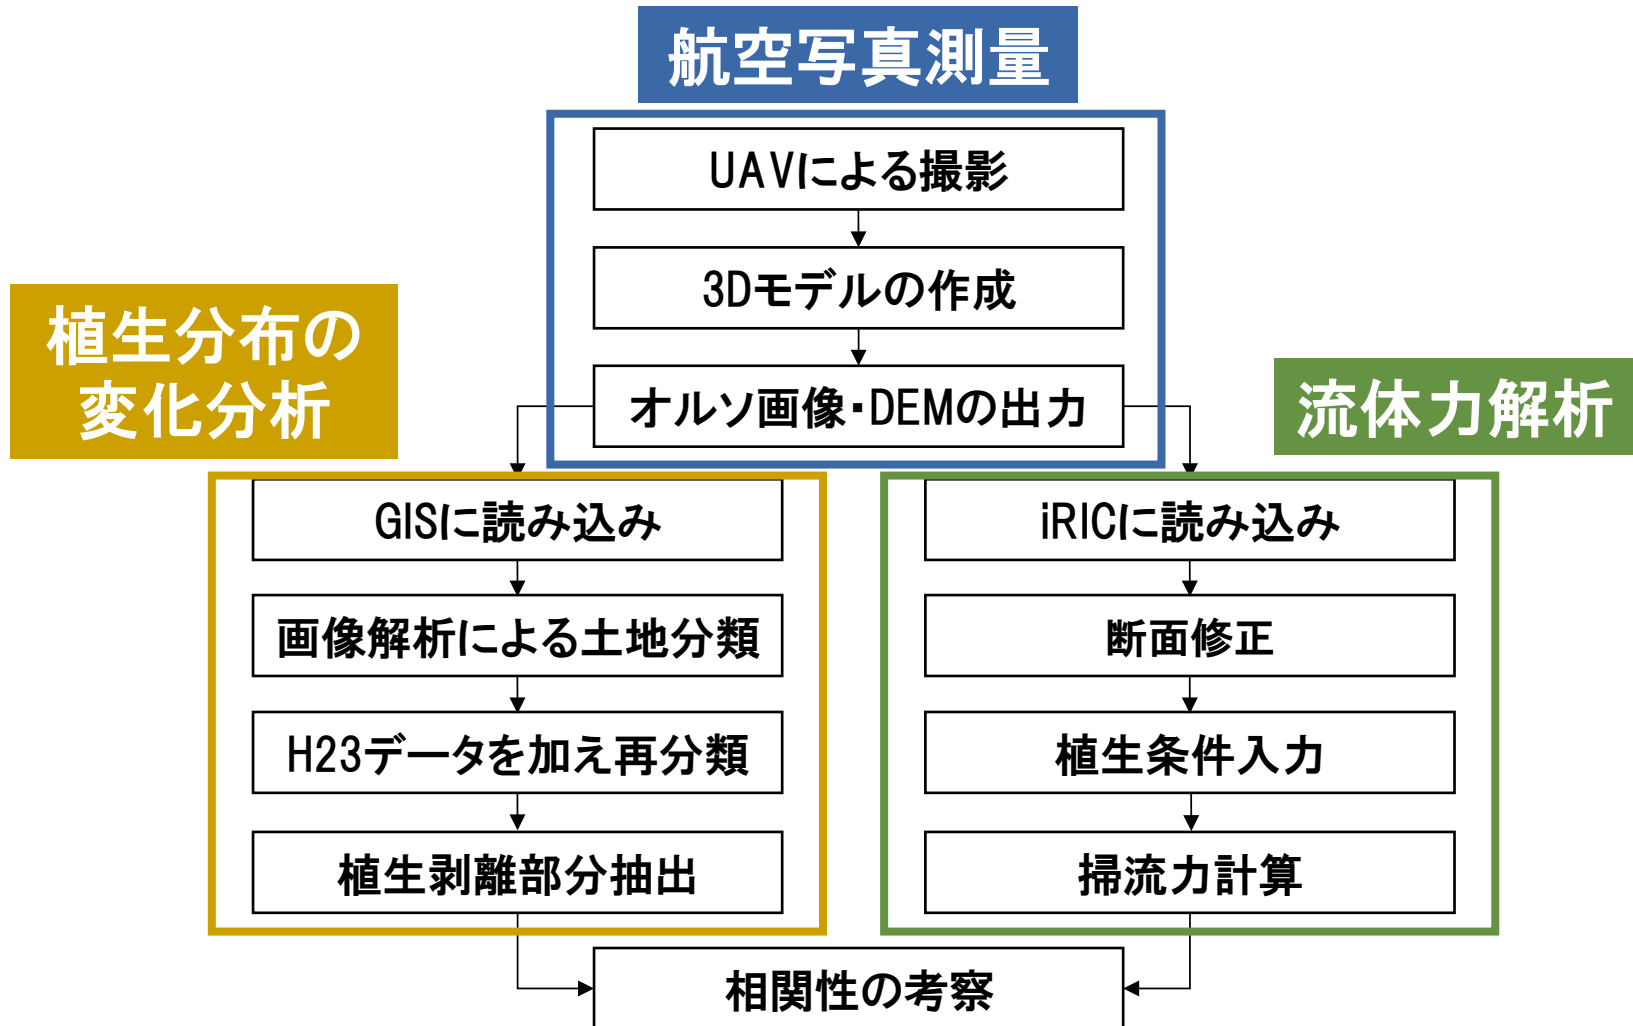 航空写真測量
UAVによる撮影
3Dモデルの作成
オルソ画像・DEMの出力
植生分布の
変化分析
GISに読み込み
画像解析による土地分類
H23データを加え再分類
植生剥離部分抽出
流体力解析
iRICに読み込み
断面修正
植生条件入力
掃流力計算
相関性の考察